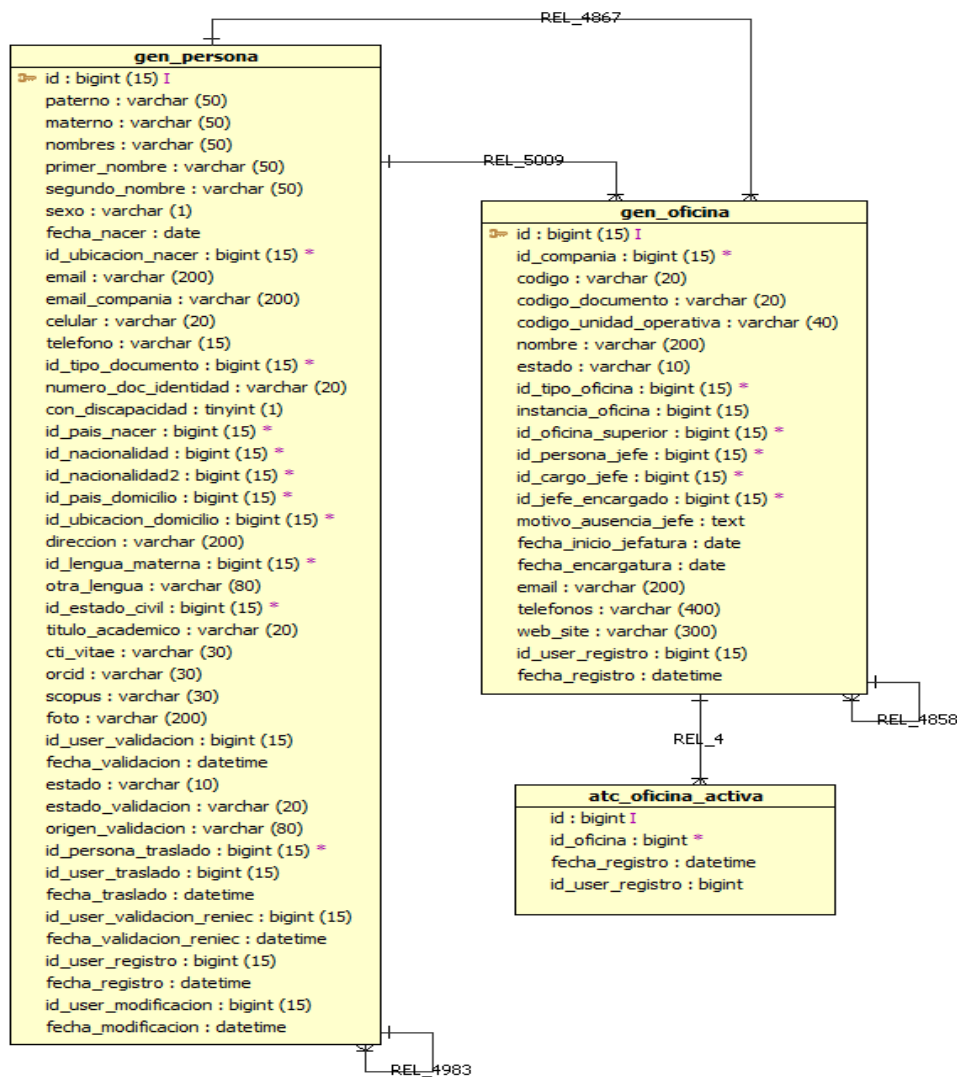 REL_4867
gen_persona
id : bigint (15) I
paterno : varchar (50)
materno : varchar (50)
nombres : varchar (50)
primer_nombre : varchar (50)
segundo_nombre : varchar (50)
sexo : varchar (1)
fecha_nacer : date
id_ubicacion_nacer : bigint (15) *
email : varchar (200)
email_compania : varchar (200)
celular : varchar (20)
telefono : varchar (15)
id_tipo_documento : bigint (15) *
numero_doc_identidad : varchar (20)
con_discapacidad : tinyint (1)
id_pais_nacer : bigint (15) *
id_nacionalidad : bigint (15) *
id_nacionalidad2 : bigint (15) *
id_pais_domicilio : bigint (15) *
id_ubicacion_domicilio : bigint (15) *
direccion : varchar (200)
id_lengua_materna : bigint (15) *
otra_lengua : varchar (80)
id_estado_civil : bigint (15) *
titulo_academico : varchar (20)
cti_vitae : varchar (30)
orcid : varchar (30)
scopus : varchar (30)
foto : varchar (200)
id_user_validacion : bigint (15)
fecha_validacion : datetime
estado : varchar (10)
estado_validacion : varchar (20)
origen_validacion : varchar (80)
id_persona_traslado : bigint (15) *
id_user_traslado : bigint (15)
fecha_traslado : datetime
id_user_validacion_reniec : bigint (15)
fecha_validacion_reniec : datetime
id_user_registro : bigint (15)
fecha_registro : datetime
id_user_modificacion : bigint (15)
fecha_modificacion : datetime
REL_4983
REL_5009
gen_oficina
id : bigint (15) I
id_compania : bigint (15) *
codigo : varchar (20)
codigo_documento : varchar (20)
codigo_unidad_operativa : varchar (40)
nombre : varchar (200)
estado : varchar (10)
id_tipo_oficina : bigint (15) *
instancia_oficina : bigint (15)
id_oficina_superior : bigint (15) *
id_persona_jefe : bigint (15) *
id_cargo_jefe : bigint (15) *
id_jefe_encargado : bigint (15) *
motivo_ausencia_jefe : text
fecha_inicio_jefatura : date
fecha_encargatura : date
email : varchar (200)
telefonos : varchar (400)
web_site : varchar (300)
id_user_registro : bigint (15)
fecha_registro : datetime
REL_4858
REL_4
atc_oficina_activa
id : bigint I
id_oficina : bigint *
fecha_registro : datetime
id_user_registro : bigint